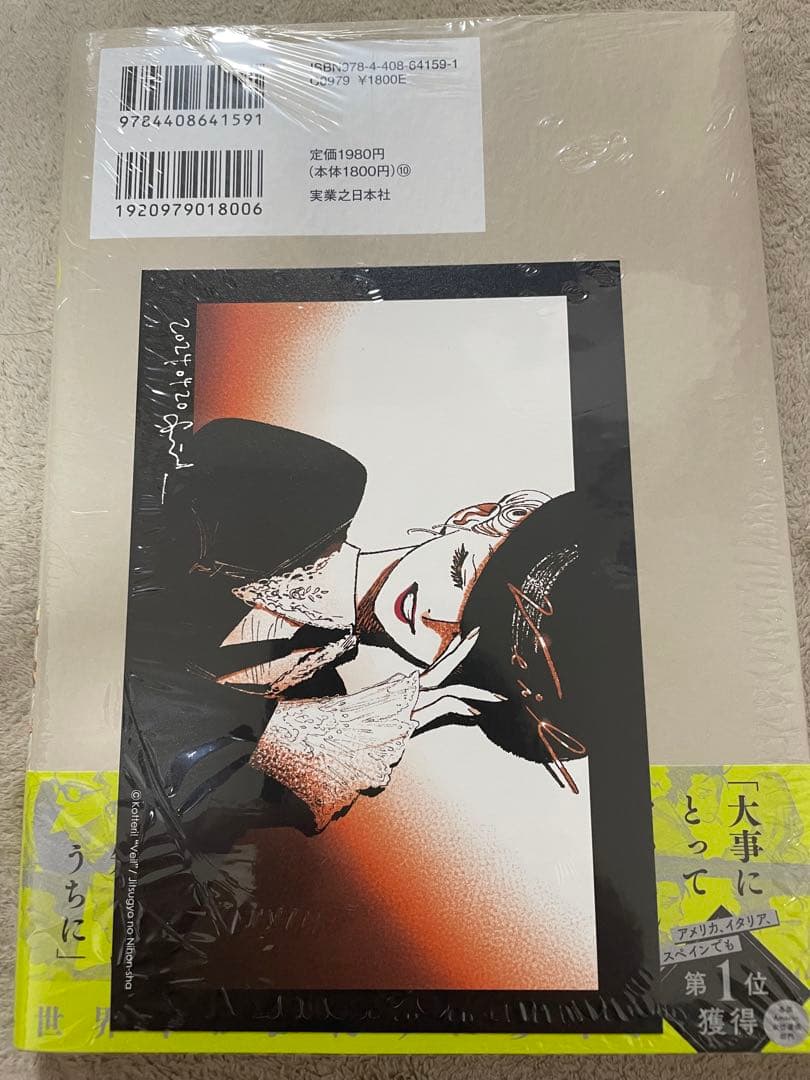 ISBN978-4-408-64159-1
C0979 ¥1800E
9784408641591
定価1980円
(本体1800円)⑩
1920979018006
実業之日本社
20240420
© Kotteri! "Veil" / Jitsugyo no Nihon-sha
「大事に
とって
うちに」
アメリカ、イタリア、
スペインでも
第1位
獲得
世界